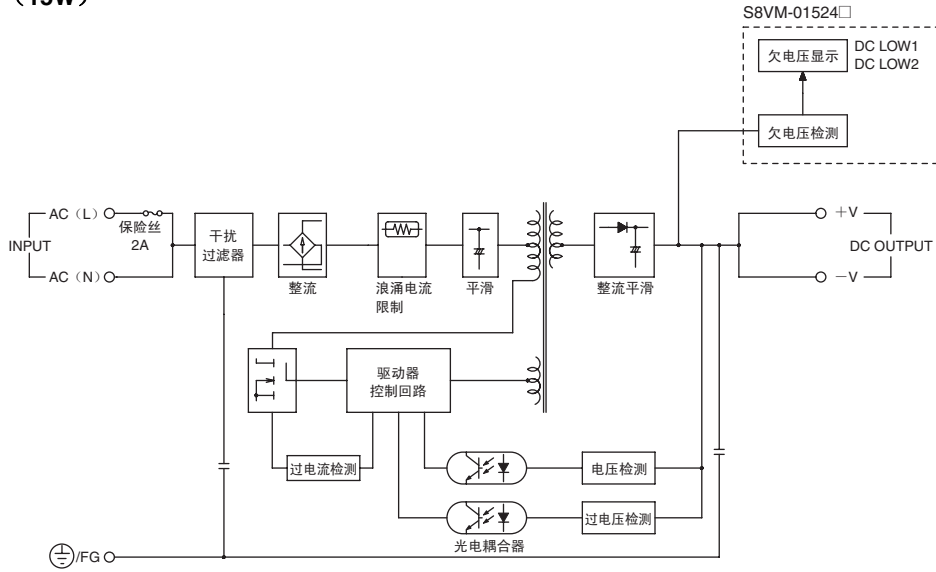 （15W）
S8VM-01524□
欠电压显示
DC LOW1
DC LOW2
欠电压检测
AC（L）
保险丝
2A
INPUT
AC（N）
干扰
过滤器
整流
浪涌电流
限制
平滑
整流平滑
＋V
DC OUTPUT
－V
驱动器
控制回路
过电流检测
电压检测
过电压检测
光电耦合器
/FG